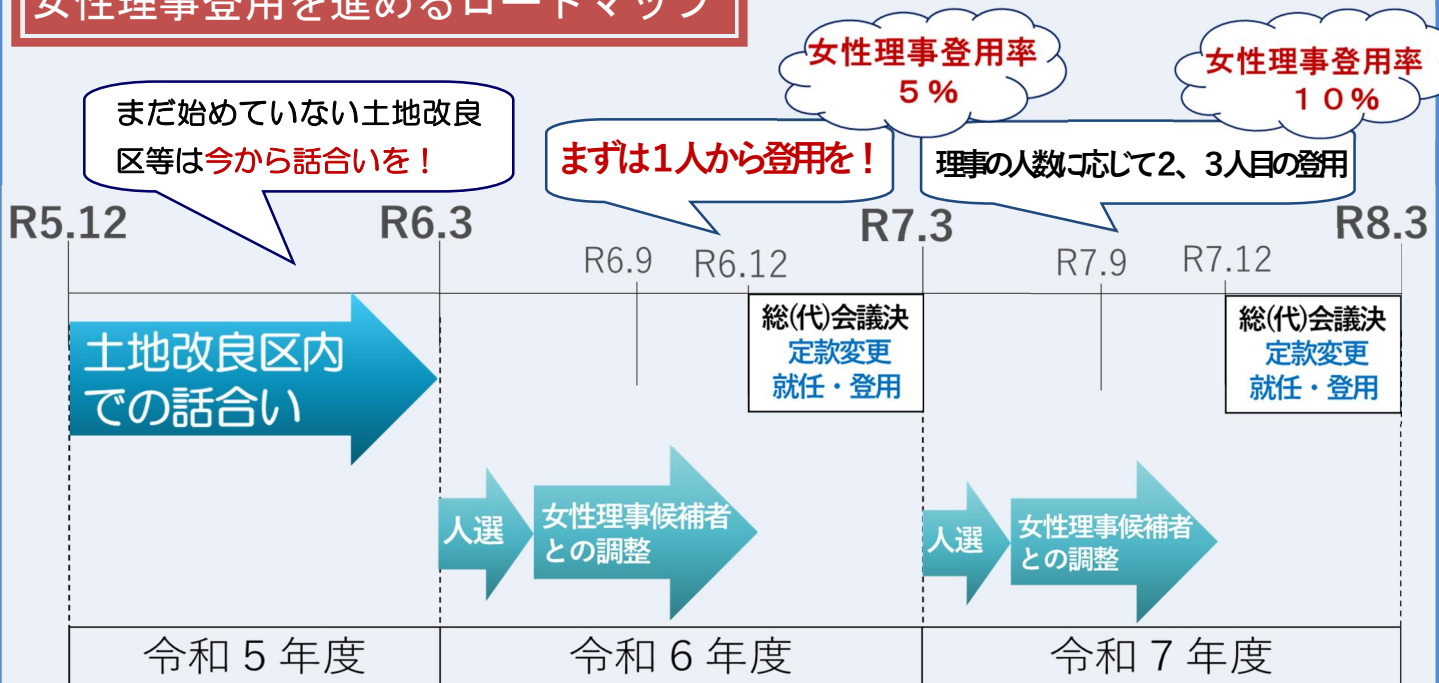 女性理事登用を進めるロードマップ
女性理事登用率
5%
女性理事登用率
10%
まだ始めていない土地改良
区等は今から話合いを!
まずは1人から登用を!
理事の人数に応じて2、3人目の登用
R5.12
R6.3
R6.9
R6.12
R7.3
R7.9
R7.12
R8.3
土地改良区内
での話合い
総(代)会議決
定款変更
就任・登用
総(代)会議決
定款変更
就任・登用
人選
女性理事候補者
との調整
人選
女性理事候補者
との調整
令和5年度
令和6年度
令和7年度